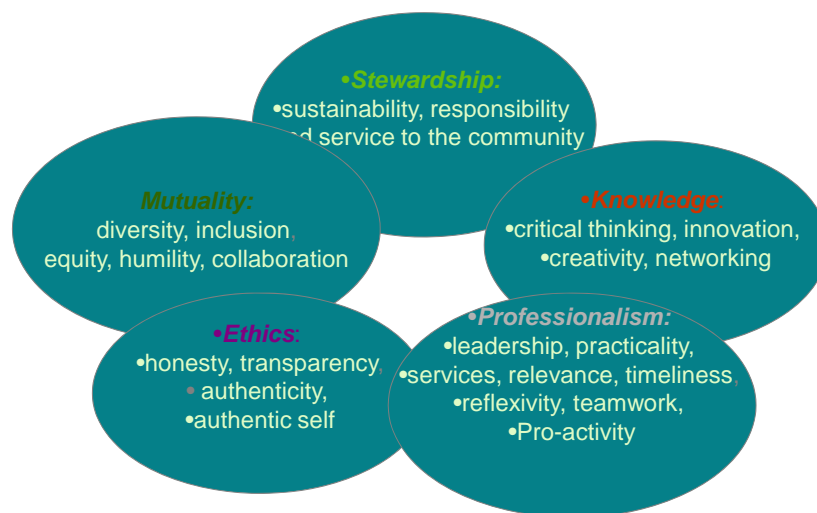 •Stewardship:
•sustainability, responsibility
nd service to the community
Mutuality:
diversity, inclusion,
equity, humility, collaboration
•Knowledge:
•critical thinking, innovation,
•creativity, networking
•Ethics:
•honesty, transparency,
• authenticity,
•authentic self
•Professionalism:
•leadership, practicality,
•services, relevance, timeliness,
•reflexivity, teamwork,
•Pro-activity